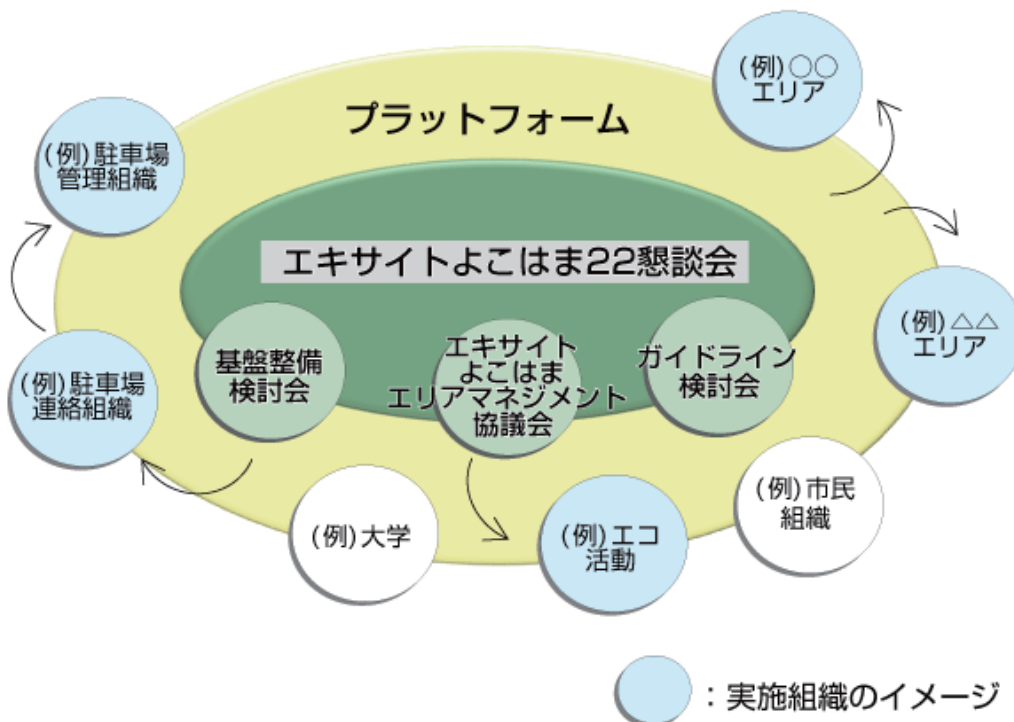 (例)○○
エリア
プラットフォーム
(例)駐車場
管理組織
エキサイトよこはま22懇談会
(例)△△
エリア
基盤整備
検討会
エキサイト
よこはま
エリアマネジメント
協議会
ガイドライン
検討会
(例)駐車場
連絡組織
(例)大学
(例)エコ
活動
(例)市民
組織
:実施組織のイメージ